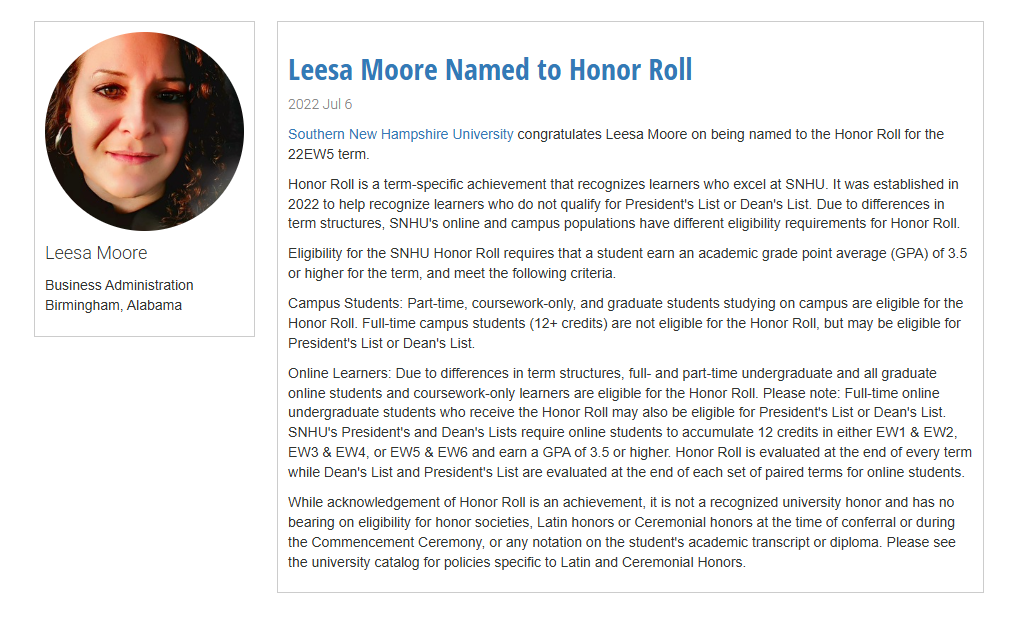 Leesa Moore
Business Administration
Birmingham, Alabama
Leesa Moore Named to Honor Roll
2022 Jul 6
Southern New Hampshire University congratulates Leesa Moore on being named to the Honor Roll for the
22EW5 term.
Honor Roll is a term-specific achievement that recognizes learners who excel at SNHU. It was established in
2022 to help recognize learners who do not qualify for President's List or Dean's List. Due to differences in
term structures, SNHU's online and campus populations have different eligibility requirements for Honor Roll.
Eligibility for the SNHU Honor Roll requires that a student earn an academic grade point average (GPA) of 3.5
or higher for the term, and meet the following criteria.
Campus Students: Part-time, coursework-only, and graduate students studying on campus are eligible for the
Honor Roll. Full-time campus students (12+ credits) are not eligible for the Honor Roll, but may be eligible for
President's List or Dean's List.
Online Learners: Due to differences in term structures, full- and part-time undergraduate and all graduate
online students and coursework-only learners are eligible for the Honor Roll. Please note: Full-time online
undergraduate students who receive the Honor Roll may also be eligible for President's List or Dean's List.
SNHU's President's and Dean's Lists require online students to accumulate 12 credits in either EW1 & EW2,
EW3 & EW4, or EW5 & EW6 and earn a GPA of 3.5 or higher. Honor Roll is evaluated at the end of every term
while Dean's List and President's List are evaluated at the end of each set of paired terms for online students.
While acknowledgement of Honor Roll is an achievement, it is not a recognized university honor and has no
bearing on eligibility for honor societies, Latin honors or Ceremonial honors at the time of conferral or during
the Commencement Ceremony, or any notation on the student's academic transcript or diploma. Please see
the university catalog for policies specific to Latin and Ceremonial Honors.